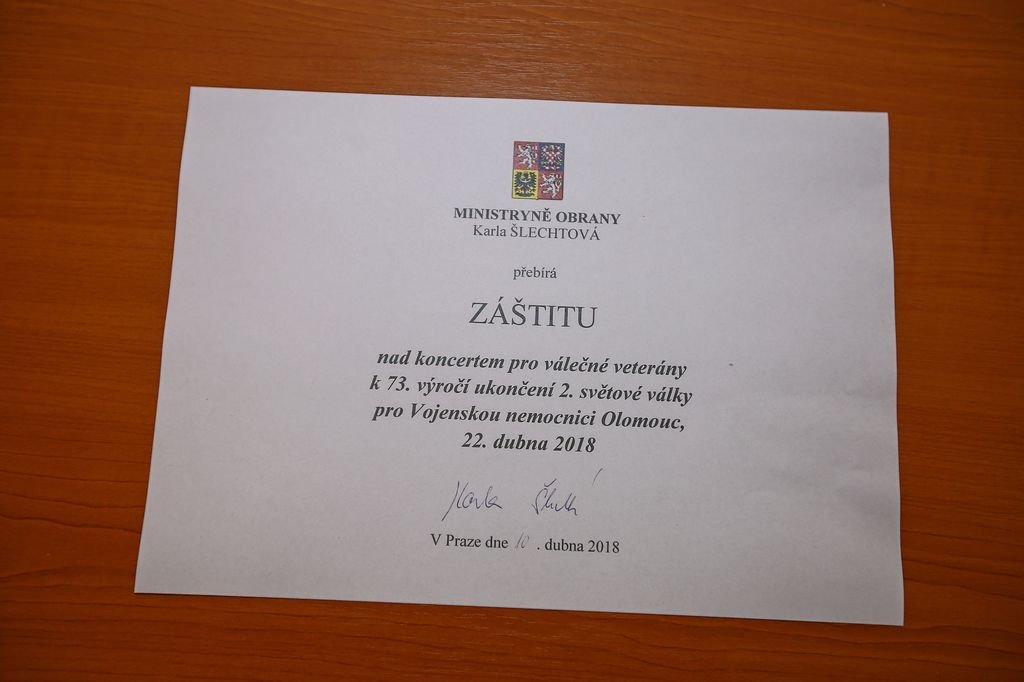 MINISTRYNĚ OBRANY
Karla ŠLECHTOVÁ
přebírá
ZÁŠTITU
nad koncertem pro válečné veterány
k 73. výročí ukončení 2. světové války
pro Vojenskou nemocnici Olomouc,
22. dubna 2018
Karla
V Praze dne 10. dubna 2018